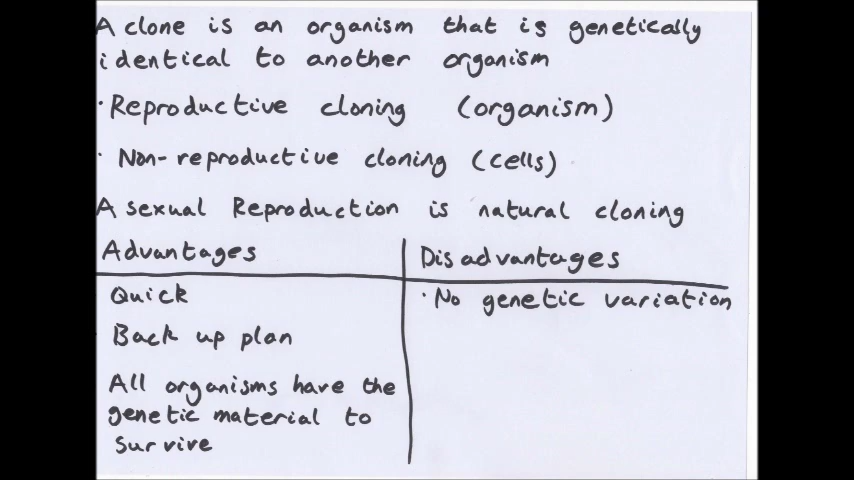 A clone is an organism that is genetically
identical to another organism
· Reproductive cloning (organism)
· Non-reproductive cloning (cells)
Asexual Reproduction is natural cloning
Advantages
Quick
Back up plan
All organisms have the
genetic material to
survive
Disadvantages
· No genetic variation